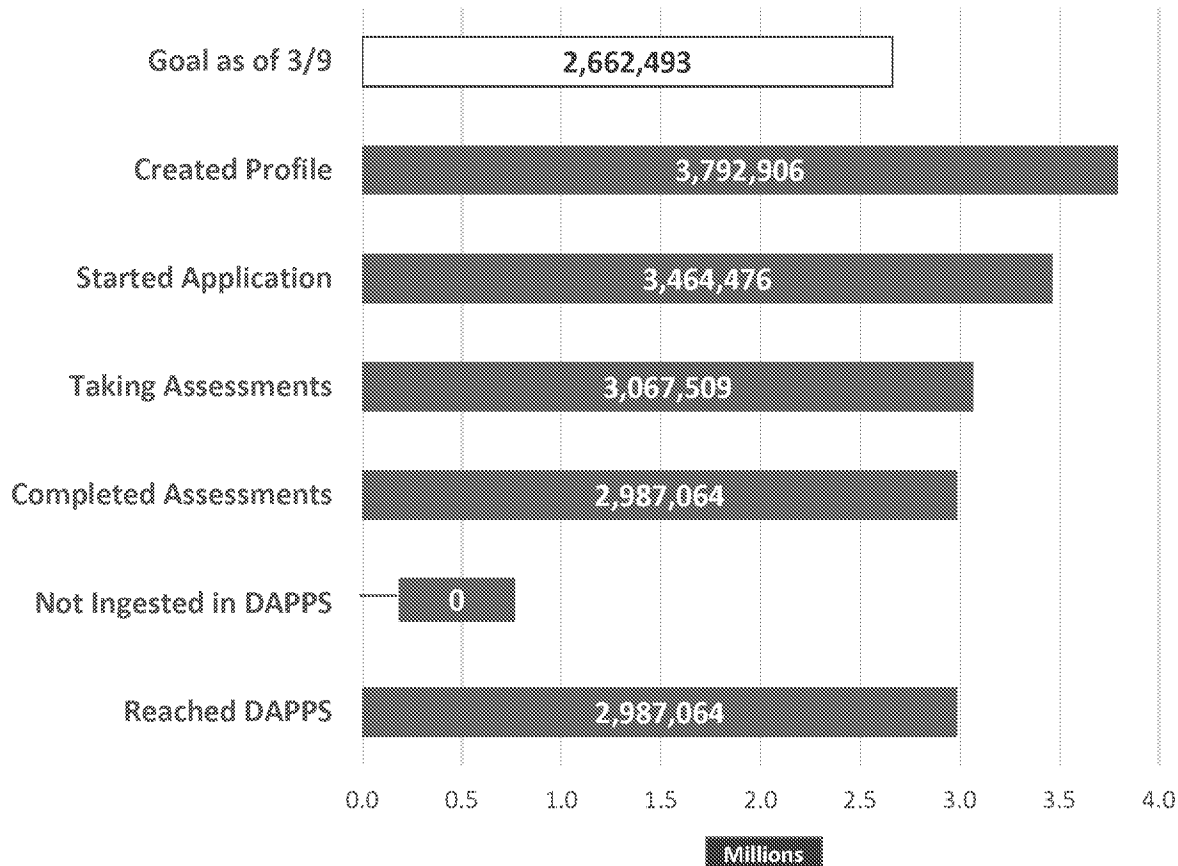 Goal as of 3/9 2,662,493
Created Profile 3,792,906
Started Application 3,464,476
Taking Assessments 3,067,509
Completed Assessments 2,987,064
Not Ingested in DAPPS 0
Reached DAPPS 2,987,064
0.0 0.5 1.0 1.5 2.0 2.5 3.0 3.5 4.0
Millions